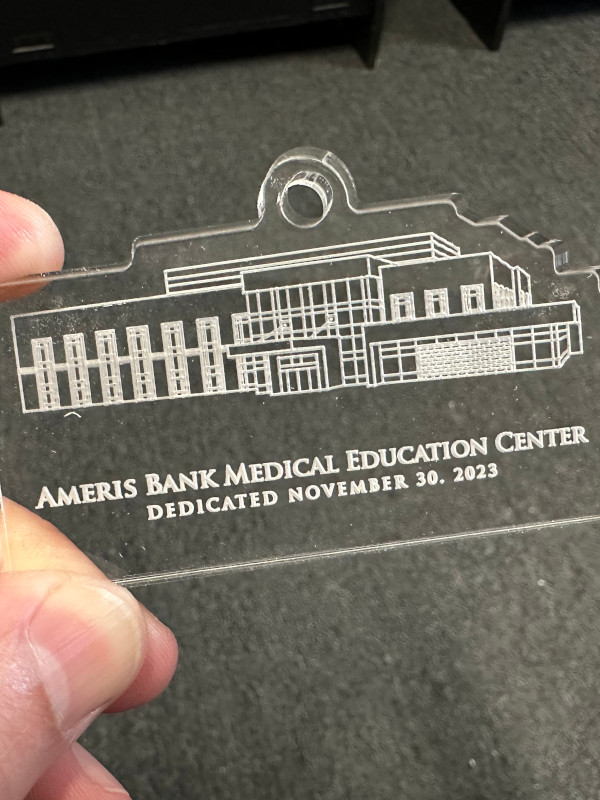 AMERIS BANK MEDICAL EDUCATION CENTER
DEDICATED NOVEMBER 30, 2023